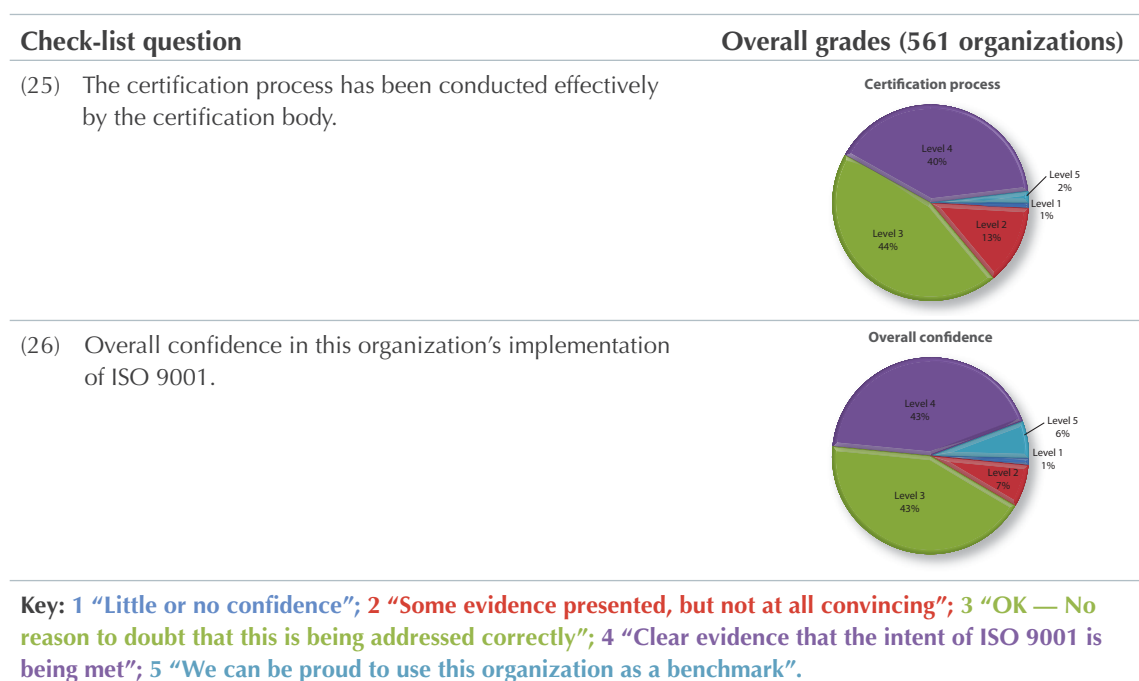 Check-list question
Overall grades (561 organizations)
(25) The certification process has been conducted effectively
by the certification body.
Certification process
Level 4
40%
Level 5
2%
Level 1
1%
Level 2
13%
Level 3
44%
(26) Overall confidence in this organization’s implementation
of ISO 9001.
Overall confidence
Level 4
43%
Level 5
6%
Level 1
1%
Level 2
7%
Level 3
43%
Key: 1 “Little or no confidence”; 2 “Some evidence presented, but not at all convincing”; 3 “OK — No
reason to doubt that this is being addressed correctly”; 4 “Clear evidence that the intent of ISO 9001 is
being met”; 5 “We can be proud to use this organization as a benchmark”.